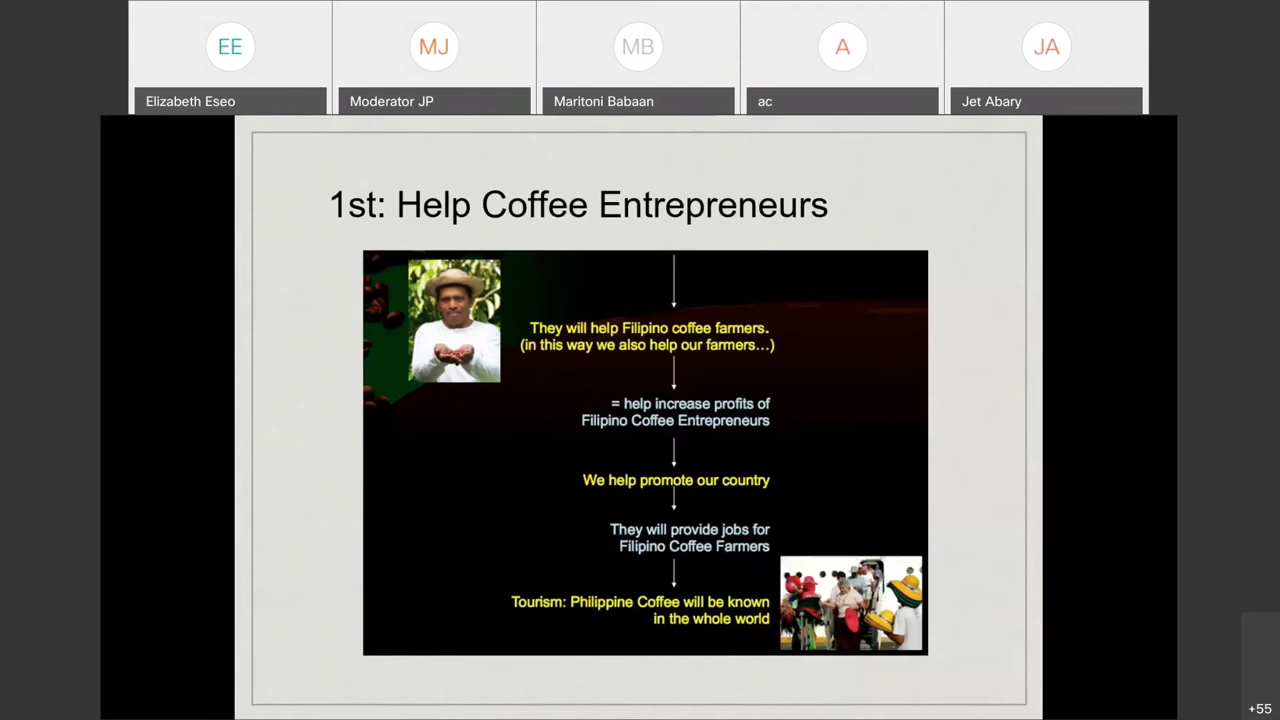 EE
MJ
MB
A
JA
Elizabeth Eseo
Moderator JP
Maritoni Babaan
ac
Jet Abary
1st: Help Coffee Entrepreneurs
They will help Filipino coffee farmers.
(in this way we also help our farmers...)
= help increase profits of
Filipino Coffee Entrepreneurs
We help promote our country
They will provide jobs for
Filipino Coffee Farmers
Tourism: Philippine Coffee will be known
in the whole world
+55